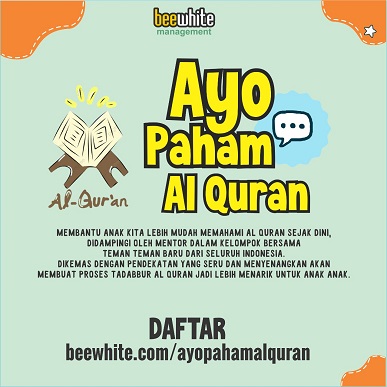 beewhite
management
Ayo
Paham
Al Quran
Al-Qur'an
MEMBANTU ANAK KITA LEBIH MUDAH MEMAHAMI AL QURAN SEJAK DINI,
DIDAMPINGI OLEH MENTOR DALAM KELOMPOK BERSAMA
TEMAN TEMAN BARU DARI SELURUH INDONESIA.
DIKEMAS DENGAN PENDEKATAN YANG SERU DAN MENYENANGKAN AKAN
MEMBUAT PROSES TADABBUR AL QURAN JADI LEBIH MENARIK UNTUK ANAK ANAK.
DAFTAR
beewhite.com/ayopahamalquran